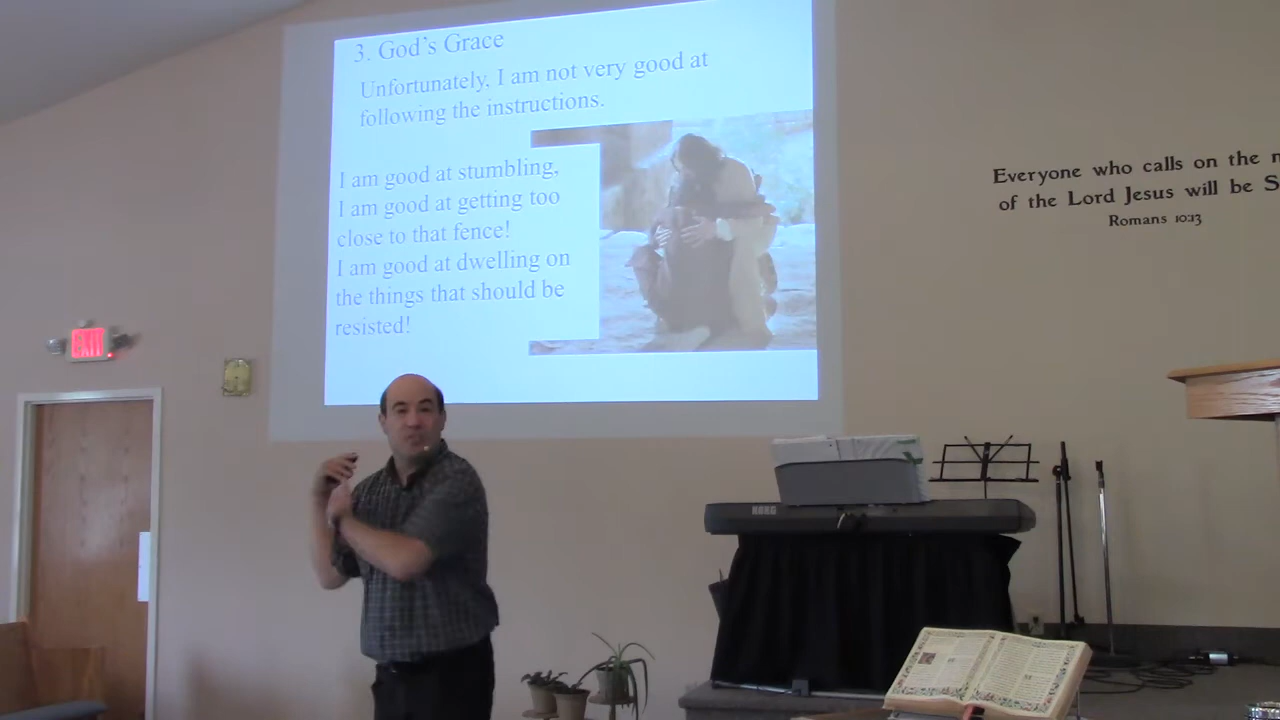 3. God's Grace
Unfortunately, I am not very good at
following the instructions.
I am good at stumbling,
I am good at getting too
close to that fence!
I am good at dwelling on
the things that should be
resisted!
Everyone who calls on the
of the Lord Jesus will be
Romans 10:13
EXIT
KORG